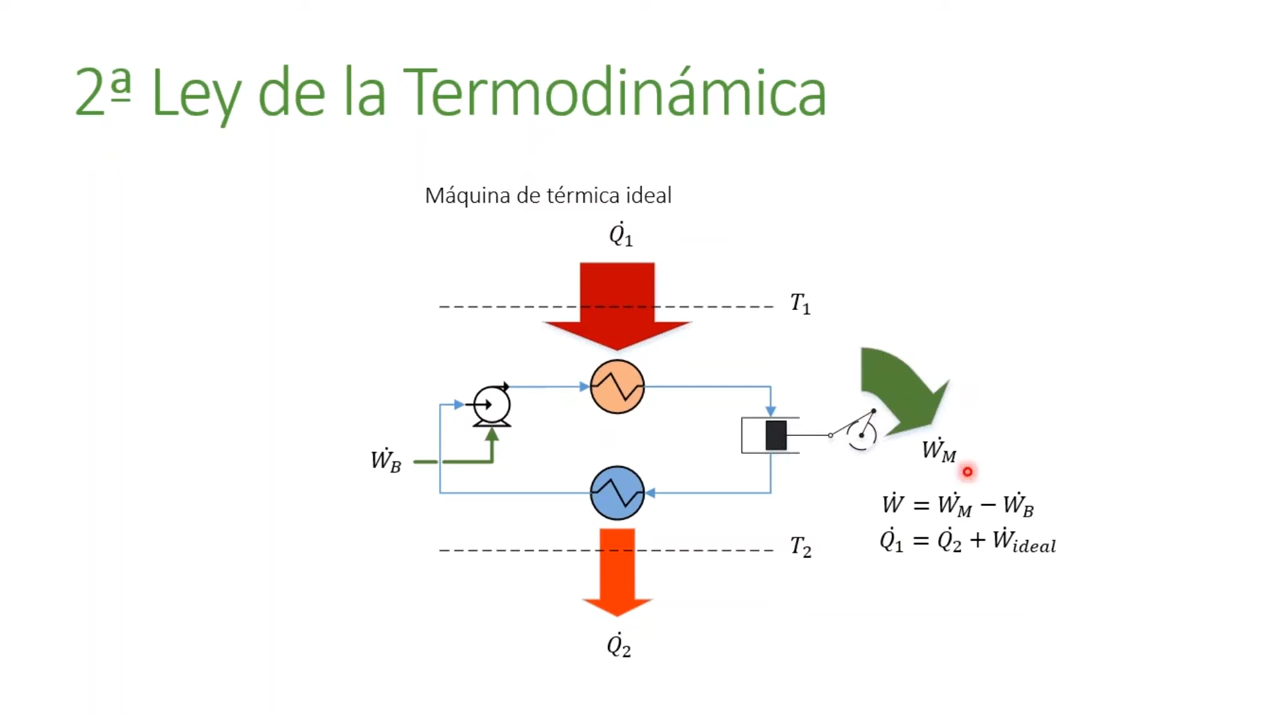 2ª Ley de la Termodinámica
Máquina de térmica ideal
Q̇₁
T₁
Ẇ_B
Ẇ_M
Ẇ = Ẇ_M − Ẇ_B
Q̇₁ = Q̇₂ + Ẇ_ideal
T₂
Q̇₂